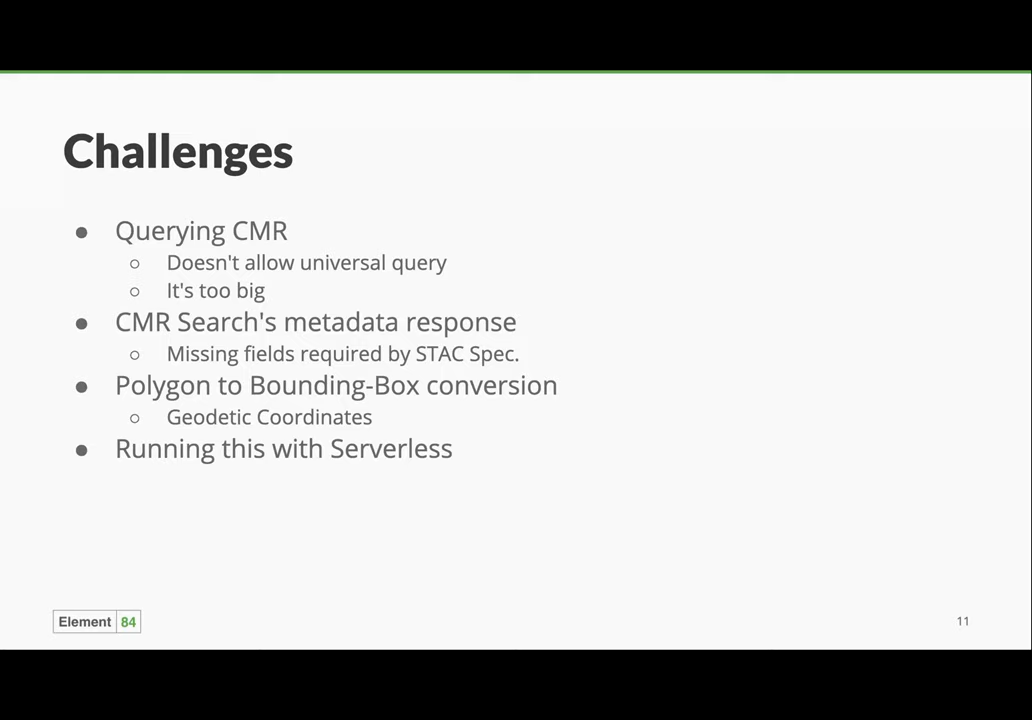 Challenges
● Querying CMR
○ Doesn't allow universal query
○ It's too big
● CMR Search's metadata response
○ Missing fields required by STAC Spec.
● Polygon to Bounding-Box conversion
○ Geodetic Coordinates
● Running this with Serverless
Element 84
11